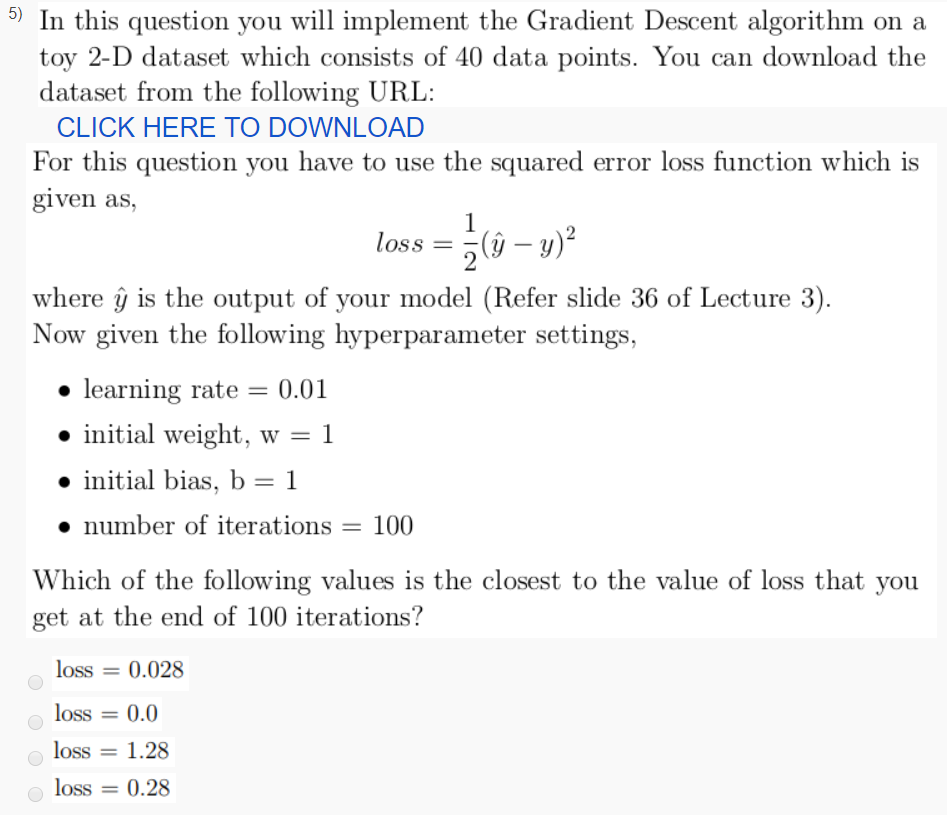 5) In this question you will implement the Gradient Descent algorithm on a
toy 2-D dataset which consists of 40 data points. You can download the
dataset from the following URL:
CLICK HERE TO DOWNLOAD
For this question you have to use the squared error loss function which is
given as,
loss = \frac{1}{2}(ŷ − y)²
where ŷ is the output of your model (Refer slide 36 of Lecture 3).
Now given the following hyperparameter settings,
• learning rate = 0.01
• initial weight, w = 1
• initial bias, b = 1
• number of iterations = 100
Which of the following values is the closest to the value of loss that you
get at the end of 100 iterations?
loss = 0.028
loss = 0.0
loss = 1.28
loss = 0.28